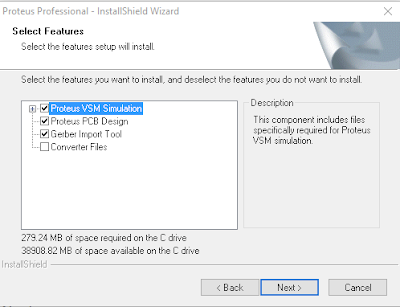 Proteus Professional - InstallShield Wizard
Select Features
Select the features setup will install.
Select the features you want to install, and deselect the features you do not want to install.
Proteus VSM Simulation
Proteus PCB Design
Gerber Import Tool
Converter Files
Description
This component includes files
specifically required for Proteus
VSM simulation.
279.24 MB of space required on the C drive
38908.82 MB of space available on the C drive
InstallShield
< Back
Next >
Cancel